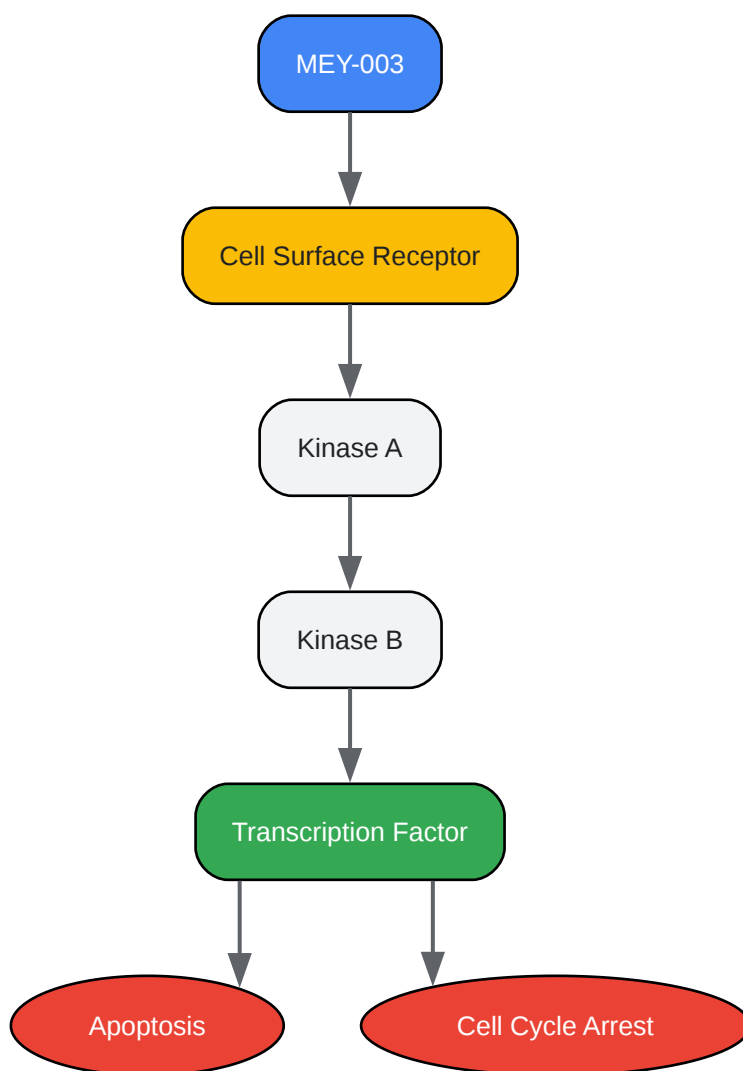 MEY-003
Cell Surface Receptor
Kinase A
Kinase B
Transcription Factor
Apoptosis
Cell Cycle Arrest